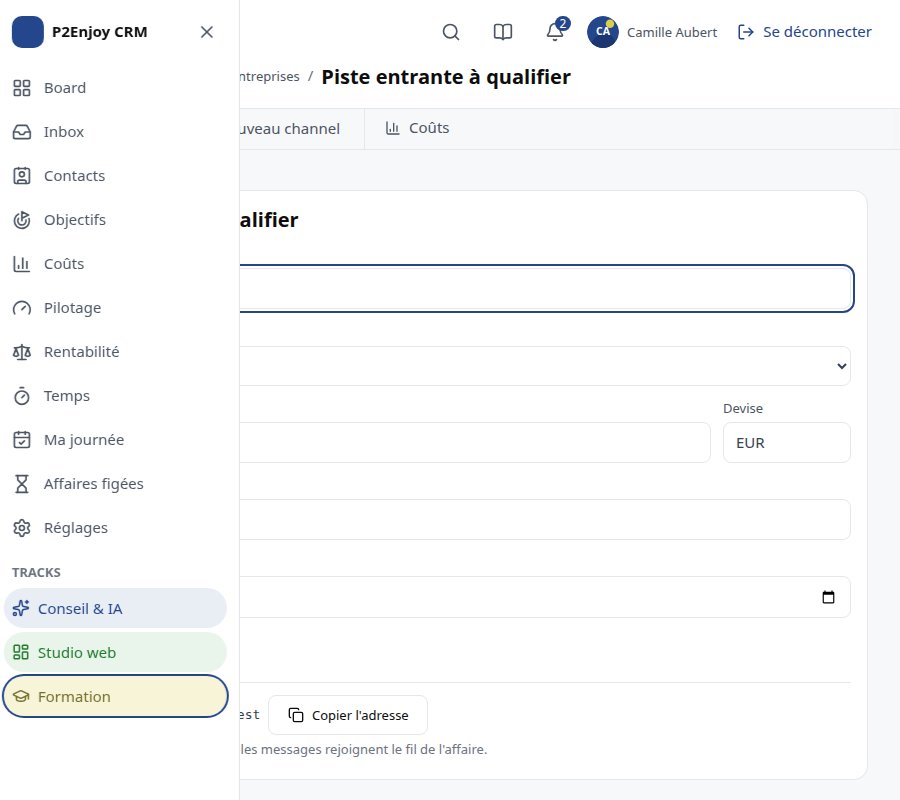 P2Enjoy CRM
Board
Inbox
Contacts
Objectifs
Coûts
Pilotage
Rentabilité
Temps
Ma journée
Affaires figées
Réglages
TRACKS
Conseil & IA
Studio web
Formation
2
CA
Camille Aubert
Se déconnecter
ntreprises / Piste entrante à qualifier
uveau channel
Coûts
alifier
Devise
EUR
est
Copier l'adresse
les messages rejoignent le fil de l'affaire.